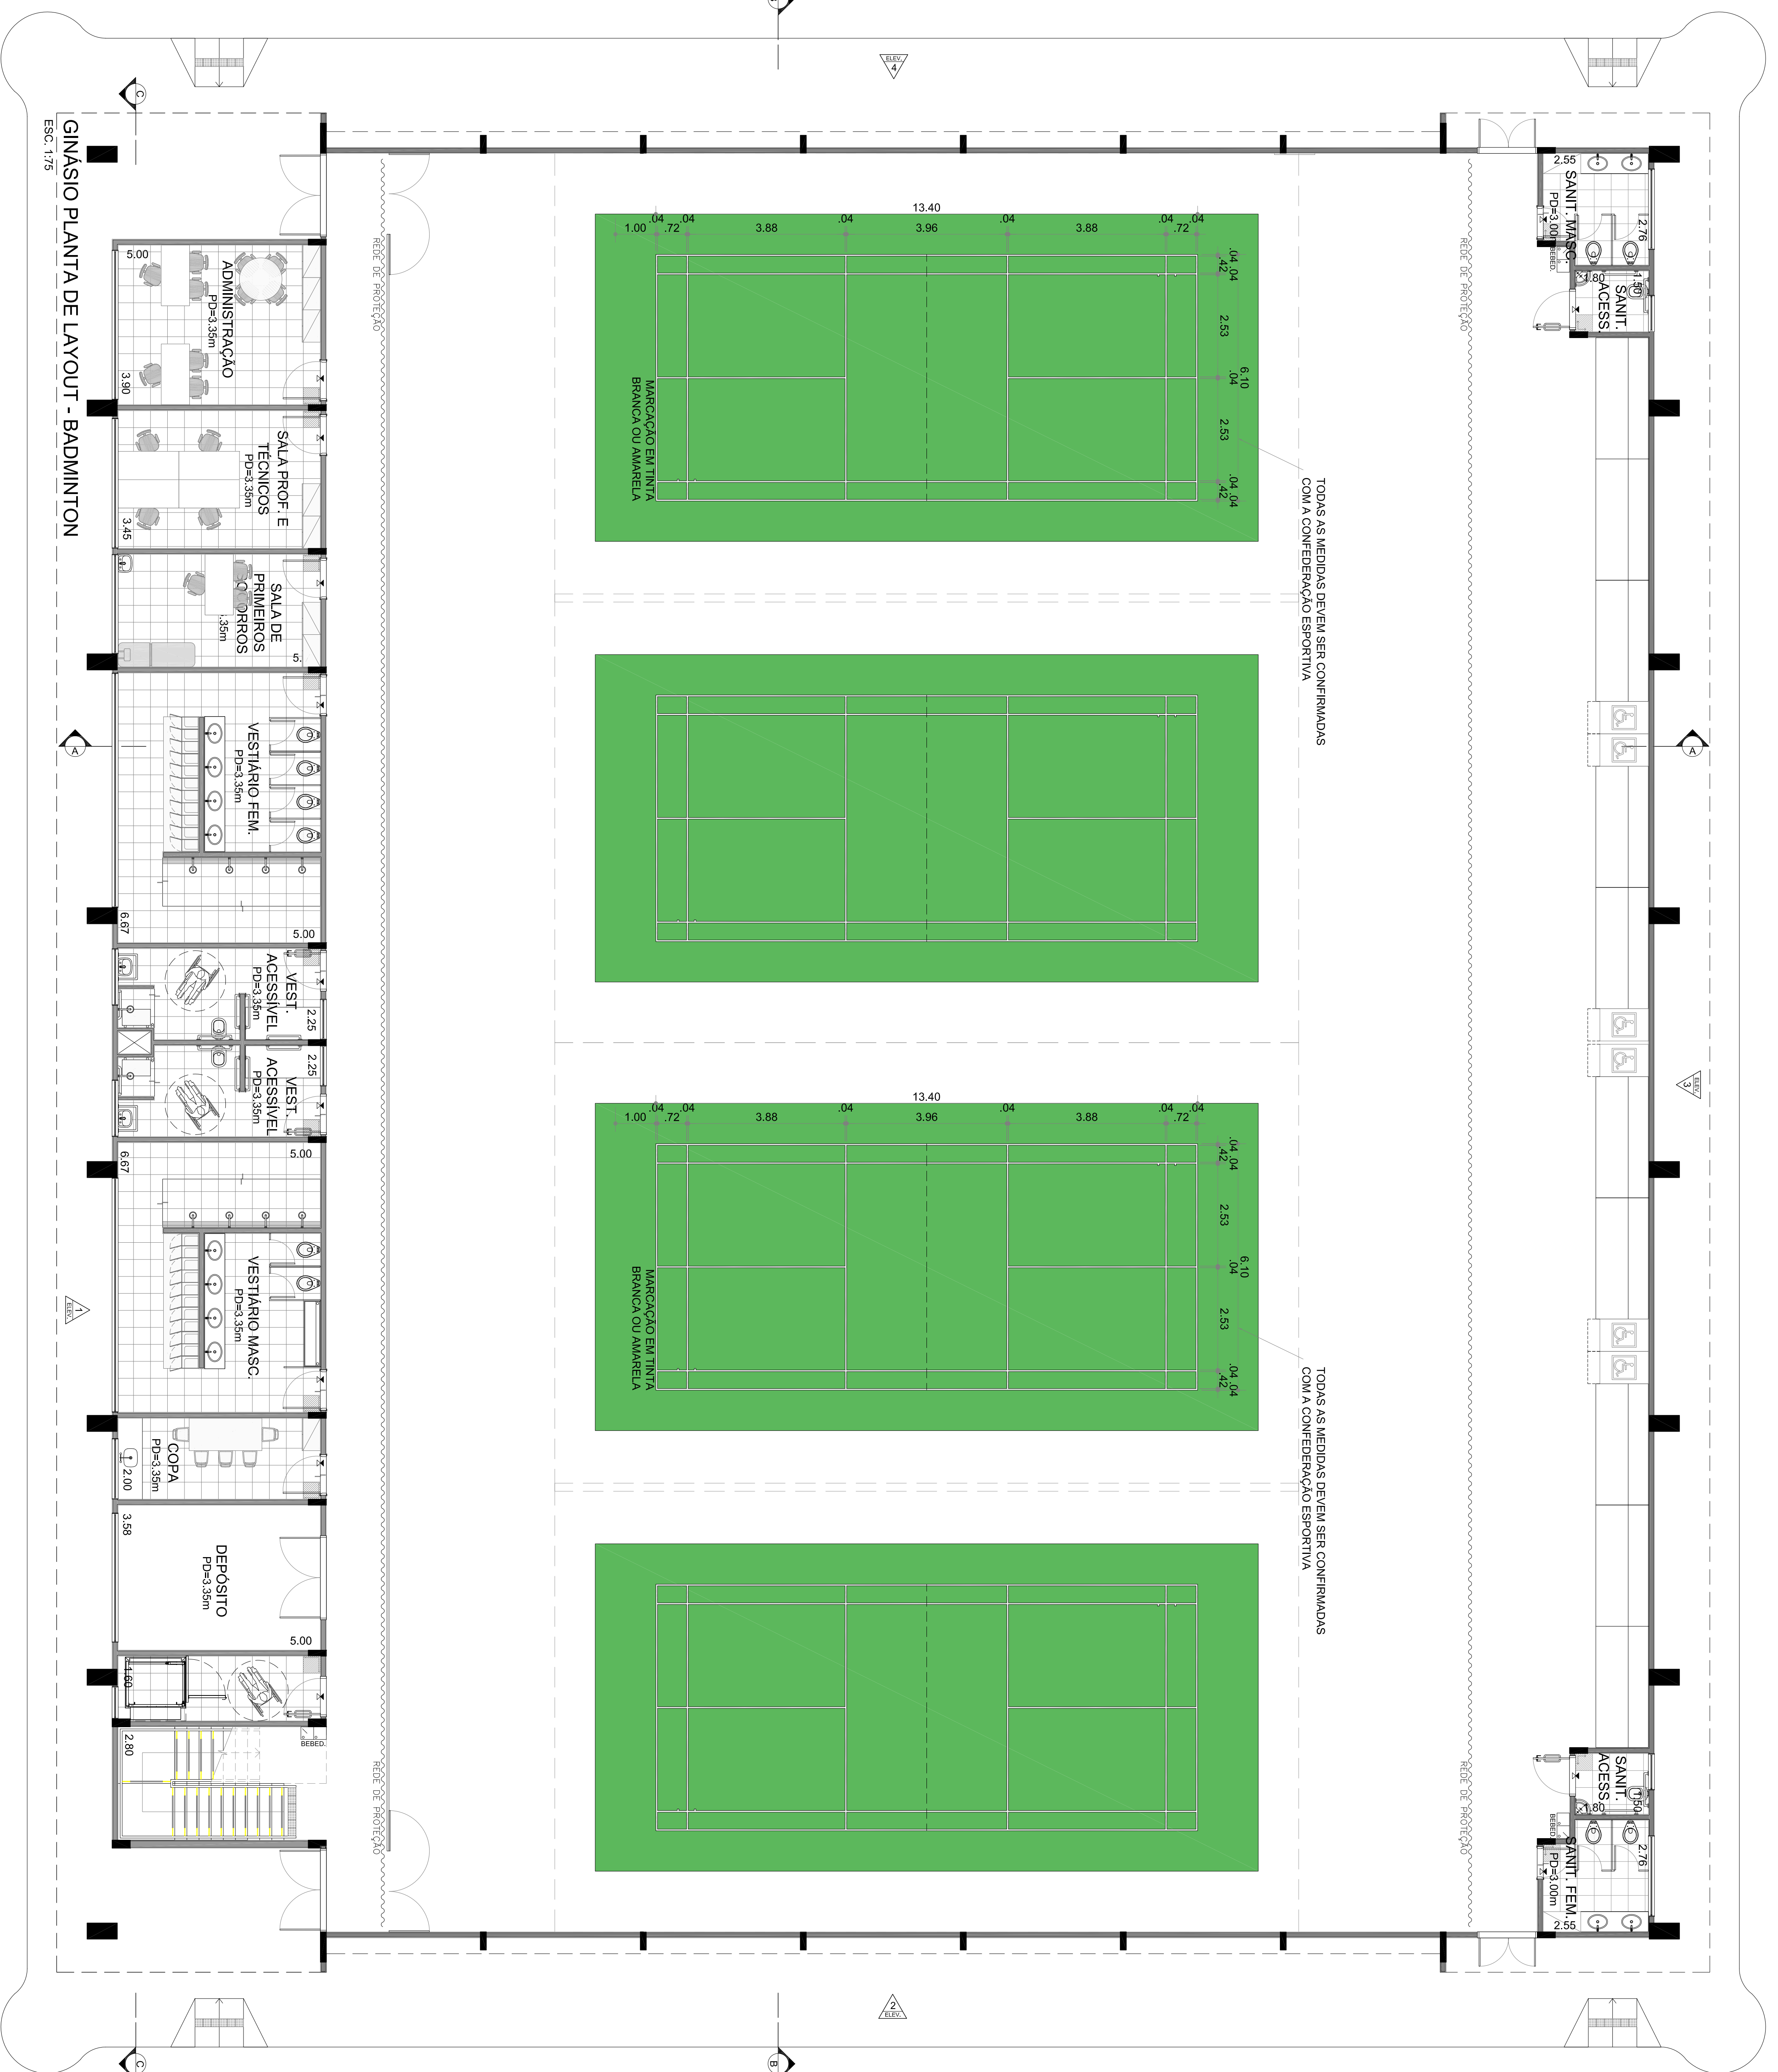 GINÁSIO PLANTA DE LAYOUT - BADMINTON
ESC. 1:75
ELEV.
4
C
ADMINISTRAÇÃO
PD=3.35m
5.00
3.90
SALA PROF. E
TÉCNICOS
PD=3.35m
3.45
SALA DE
PRIMEIROS
ORROS
.35m
5.
VESTIÁRIO FEM.
PD=3.35m
6.67
5.00
VEST.
ACESSÍVEL
PD=3.35m
2.25
VEST.
ACESSÍVEL
PD=3.35m
2.25
5.00
6.67
VESTIÁRIO MASC.
PD=3.35m
COPA
PD=3.35m
2.00
DEPÓSITO
PD=3.35m
3.58
5.00
1.60
BEBED.
2.80
A
1
ELEV.
C
REDE DE PROTEÇÃO
REDE DE PROTEÇÃO
13.40
.04
.04
.04
.04
.04
.04
1.00
.72
3.88
3.96
3.88
.72
.04
.04
.42
2.53
6.10
.04
2.53
.04
.04
.42
MARCAÇÃO EM TINTA
BRANCA OU AMARELA
TODAS AS MEDIDAS DEVEM SER CONFIRMADAS
COM A CONFEDERAÇÃO ESPORTIVA
13.40
.04
.04
.04
.04
.04
.04
1.00
.72
3.88
3.96
3.88
.72
.04
.04
.42
2.53
6.10
.04
2.53
.04
.04
.42
MARCAÇÃO EM TINTA
BRANCA OU AMARELA
TODAS AS MEDIDAS DEVEM SER CONFIRMADAS
COM A CONFEDERAÇÃO ESPORTIVA
REDE DE PROTEÇÃO
REDE DE PROTEÇÃO
2.55
SANIT. MASC.
PD=3.00m
2.76
BEBED.
SANIT.
ACESS.
1.80
1.50
A
ELEV.
3
SANIT.
ACESS.
1.80
1.50
BEBED.
SANIT. FEM.
PD=3.00m
2.76
2.55
2
ELEV.
B